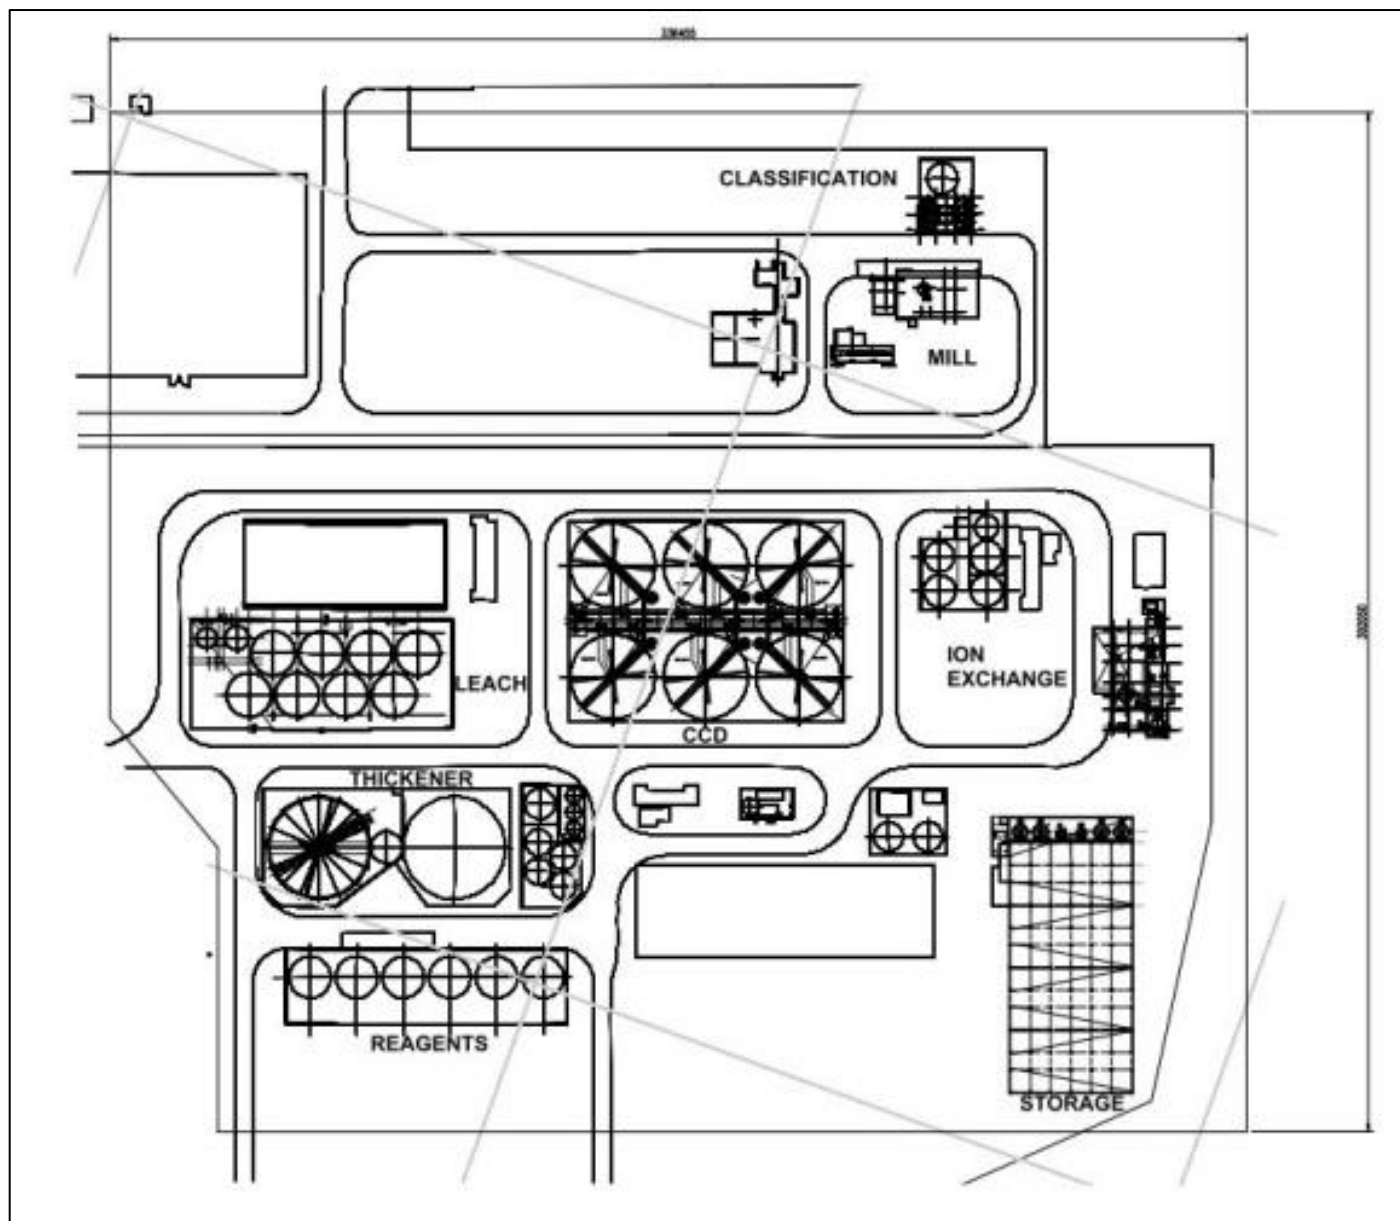 CLASSIFICATION
MILL
LEACH
ION
EXCHANGE
CCD
THICKENER
REAGENTS
STORAGE